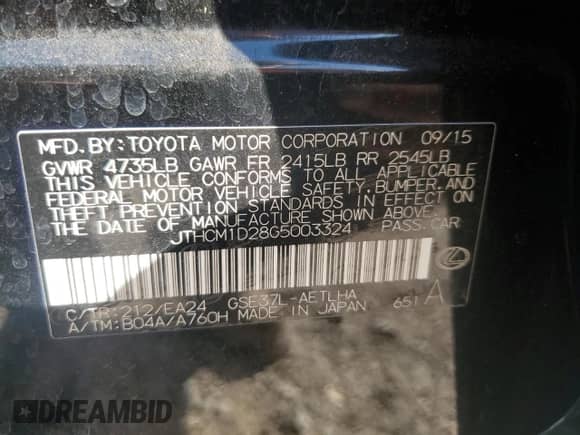 MFD. BY: TOYOTA MOTOR CORPORATION 09/15
GVWR 4735LB GAWR FR 2415LB RR 2545LB
THIS VEHICLE CONFORMS TO ALL APPLICABLE
FEDERAL MOTOR VEHICLE SAFETY, BUMPER, AND
THEFT PREVENTION STANDARDS IN EFFECT ON
THE DATE OF MANUFACTURE SHOWN ABOVE.
JTHCM1D28G5003324 PASS. CAR
C/TR: 212/EA24 GSE37L-AETLHA
A/TM: B04A/A760H MADE IN JAPAN 651 A
DREAMBID